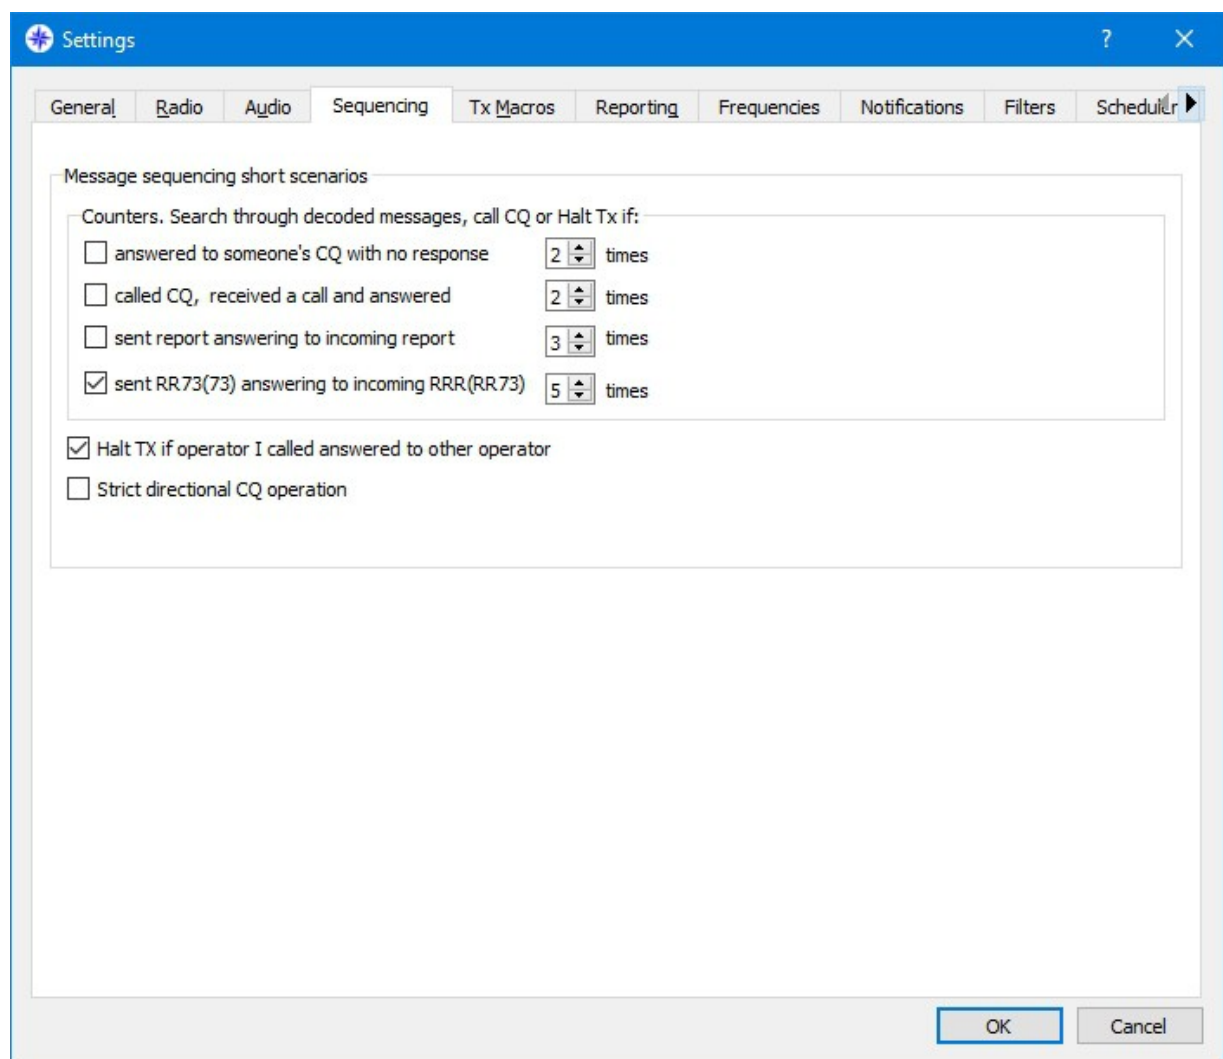 Settings
General Radio Audio Sequencing Tx Macros Reporting Frequencies Notifications Filters Scheduler
Message sequencing short scenarios
Counters. Search through decoded messages, call CQ or Halt Tx if:
answered to someone's CQ with no response 2 times
called CQ, received a call and answered 2 times
sent report answering to incoming report 3 times
sent RR73(73) answering to incoming RRR(RR73) 5 times
Halt TX if operator I called answered to other operator
Strict directional CQ operation
OK Cancel